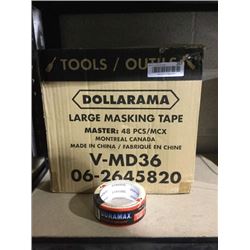 TOOLS / OUTILS
DOLLARAMA
LARGE MASKING TAPE
MASTER: 48 PCS/MCX
MONTREAL CANADA
MADE IN CHINA / FABRIQUÉ EN CHINE
V-MD36
06-2645820
DURAMAX